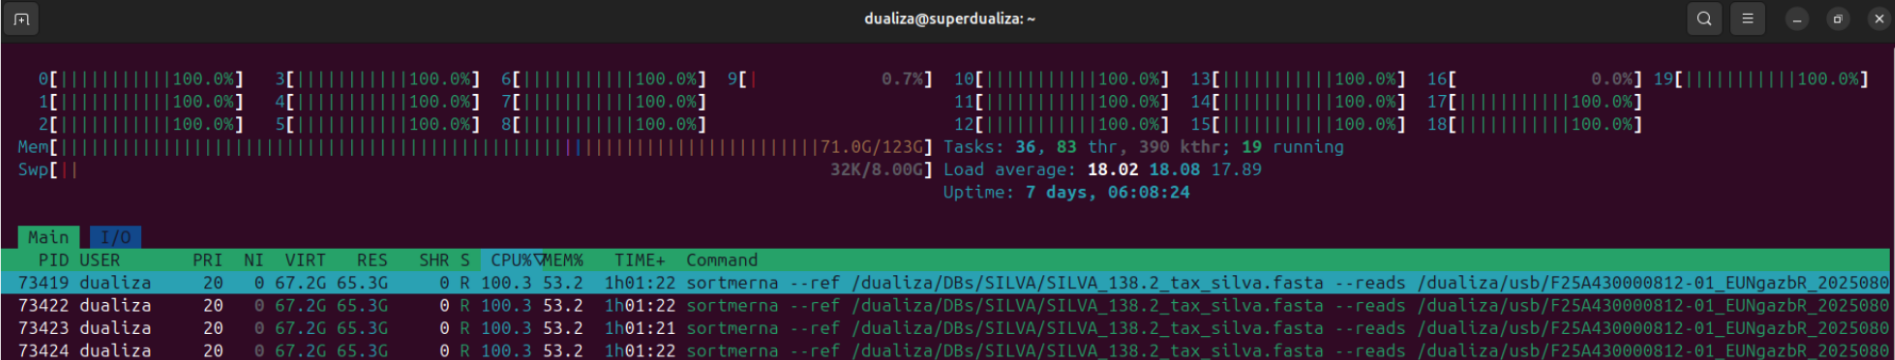 dualiza@superdualiza: ~
0[|||||||||||100.0%] 3[|||||||||||100.0%] 6[|||||||||||100.0%] 9[| 0.7%] 10[|||||||||||100.0%] 13[|||||||||||100.0%] 16[ 0.0%] 19[|||||||||||100.0%]
1[|||||||||||100.0%] 4[|||||||||||100.0%] 7[|||||||||||100.0%] 11[|||||||||||100.0%] 14[|||||||||||100.0%] 17[|||||||||||100.0%]
2[|||||||||||100.0%] 5[|||||||||||100.0%] 8[|||||||||||100.0%] 12[|||||||||||100.0%] 15[|||||||||||100.0%] 18[|||||||||||100.0%]
Mem[||||||||||||||||||||||||||||||||||||||||||||||||||||||||||||||||||||||||||71.0G/123G] Tasks: 36, 83 thr, 390 kthr; 19 running
Swp[|| 32K/8.00G] Load average: 18.02 18.08 17.89
Uptime: 7 days, 06:08:24
Main I/O
PID USER PRI NI VIRT RES SHR S CPU%▽MEM% TIME+ Command
73419 dualiza 20 0 67.2G 65.3G 0 R 100.3 53.2 1h01:22 sortmerna --ref /dualiza/DBs/SILVA/SILVA_138.2_tax_silva.fasta --reads /dualiza/usb/F25A430000812-01_EUNgazbR_2025080
73422 dualiza 20 0 67.2G 65.3G 0 R 100.3 53.2 1h01:22 sortmerna --ref /dualiza/DBs/SILVA/SILVA_138.2_tax_silva.fasta --reads /dualiza/usb/F25A430000812-01_EUNgazbR_2025080
73423 dualiza 20 0 67.2G 65.3G 0 R 100.3 53.2 1h01:21 sortmerna --ref /dualiza/DBs/SILVA/SILVA_138.2_tax_silva.fasta --reads /dualiza/usb/F25A430000812-01_EUNgazbR_2025080
73424 dualiza 20 0 67.2G 65.3G 0 R 100.3 53.2 1h01:22 sortmerna --ref /dualiza/DBs/SILVA/SILVA_138.2_tax_silva.fasta --reads /dualiza/usb/F25A430000812-01_EUNgazbR_2025080